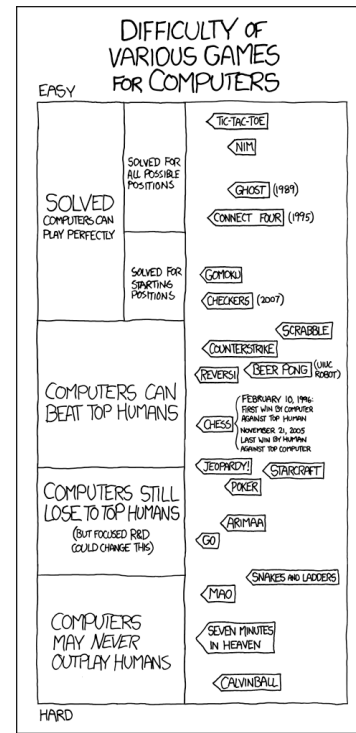 DIFFICULTY OF
VARIOUS GAMES
FOR COMPUTERS
EASY
SOLVED
COMPUTERS CAN
PLAY PERFECTLY
SOLVED FOR
ALL POSSIBLE
POSITIONS
TIC-TAC-TOE
NIM
GHOST (1989)
CONNECT FOUR (1995)
SOLVED FOR
STARTING
POSITIONS
GOMOKU
CHECKERS (2007)
COMPUTERS CAN
BEAT TOP HUMANS
SCRABBLE
COUNTERSTRIKE
REVERSI
BEER PONG (UIUC
ROBOT)
CHESS
FEBRUARY 10, 1996:
FIRST WIN BY COMPUTER
AGAINST TOP HUMAN
NOVEMBER 21, 2005
LAST WIN BY HUMAN
AGAINST TOP COMPUTER
COMPUTERS STILL
LOSE TO TOP HUMANS
(BUT FOCUSED R&D
COULD CHANGE THIS)
JEOPARDY!
STARCRAFT
POKER
ARIMAA
GO
COMPUTERS
MAY NEVER
OUTPLAY HUMANS
SNAKES AND LADDERS
MAO
SEVEN MINUTES
IN HEAVEN
CALVINBALL
HARD